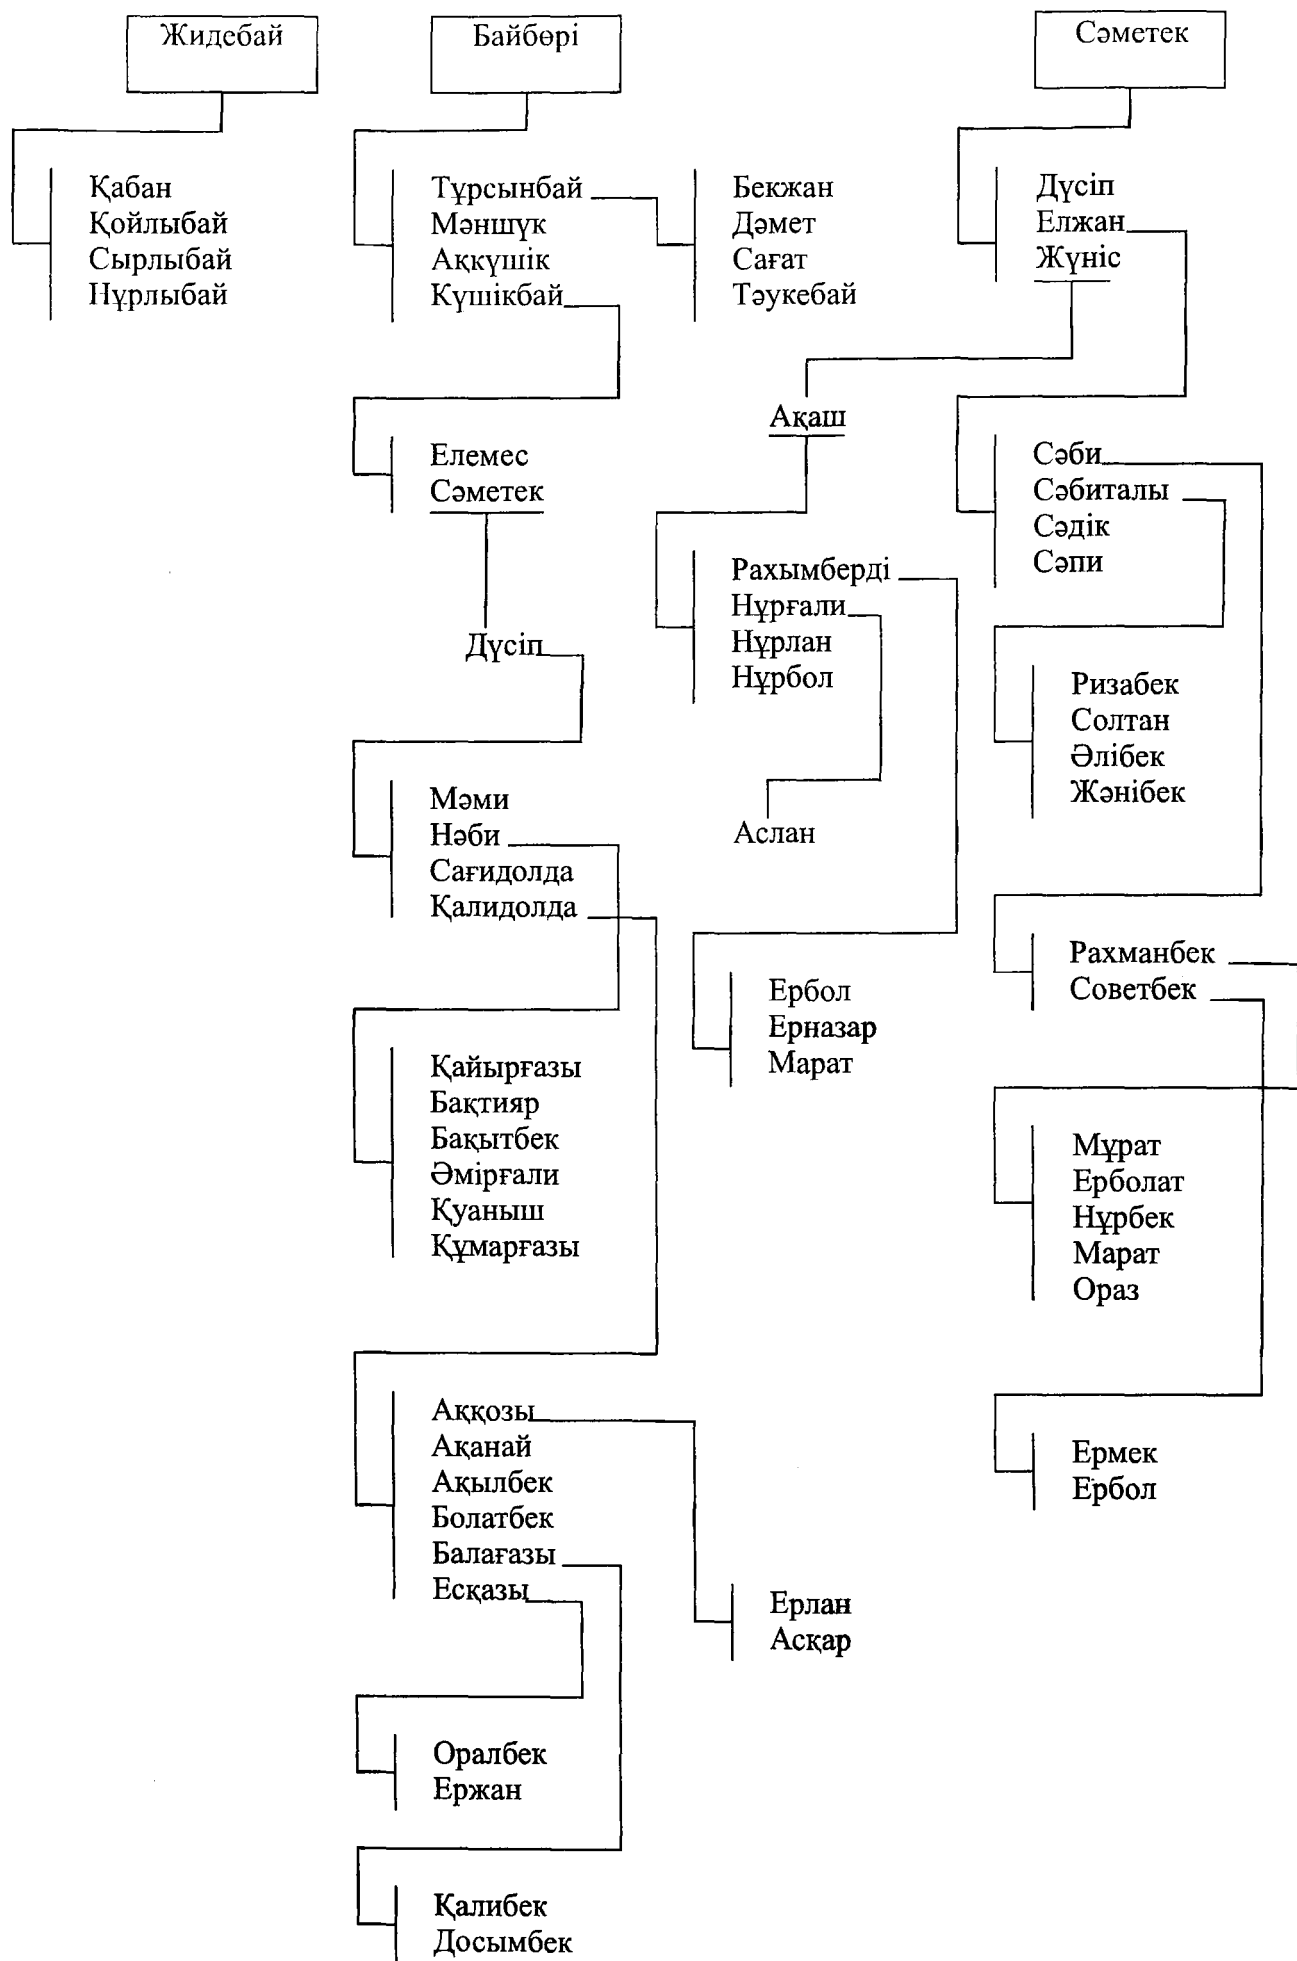 Жидебай
Байбөрі
Сәметек
Қабан
Қойлыбай
Сырлыбай
Нұрлыбай
Тұрсынбай
Мәншүк
Ақкүшік
Күшікбай
Бекжан
Дәмет
Сағат
Тәукебай
Дүсіп
Елжан
Жүніс
Ақаш
Елемес
Сәметек
Сәби
Сәбиталы
Сәдік
Сәпи
Рахымберді
Нұрғали
Нұрлан
Нұрбол
Дүсіп
Ризабек
Солтан
Әлібек
Жәнібек
Мәми
Нәби
Сағидолда
Қалидолда
Аслан
Рахманбек
Советбек
Ербол
Ерназар
Марат
Қайырғазы
Бақтияр
Бақытбек
Әмірғали
Қуаныш
Құмарғазы
Мұрат
Ерболат
Нұрбек
Марат
Ораз
Аққозы
Ақанай
Ақылбек
Болатбек
Балағазы
Есқазы
Ермек
Ербол
Ерлан
Асқар
Оралбек
Ержан
Қалибек
Досымбек